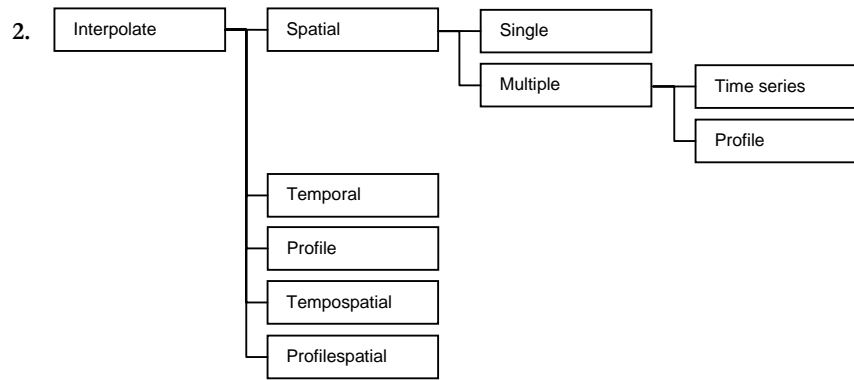 2. Interpolate Spatial Single
Multiple Time series
Profile
Temporal
Profile
Tempospatial
Profilespatial